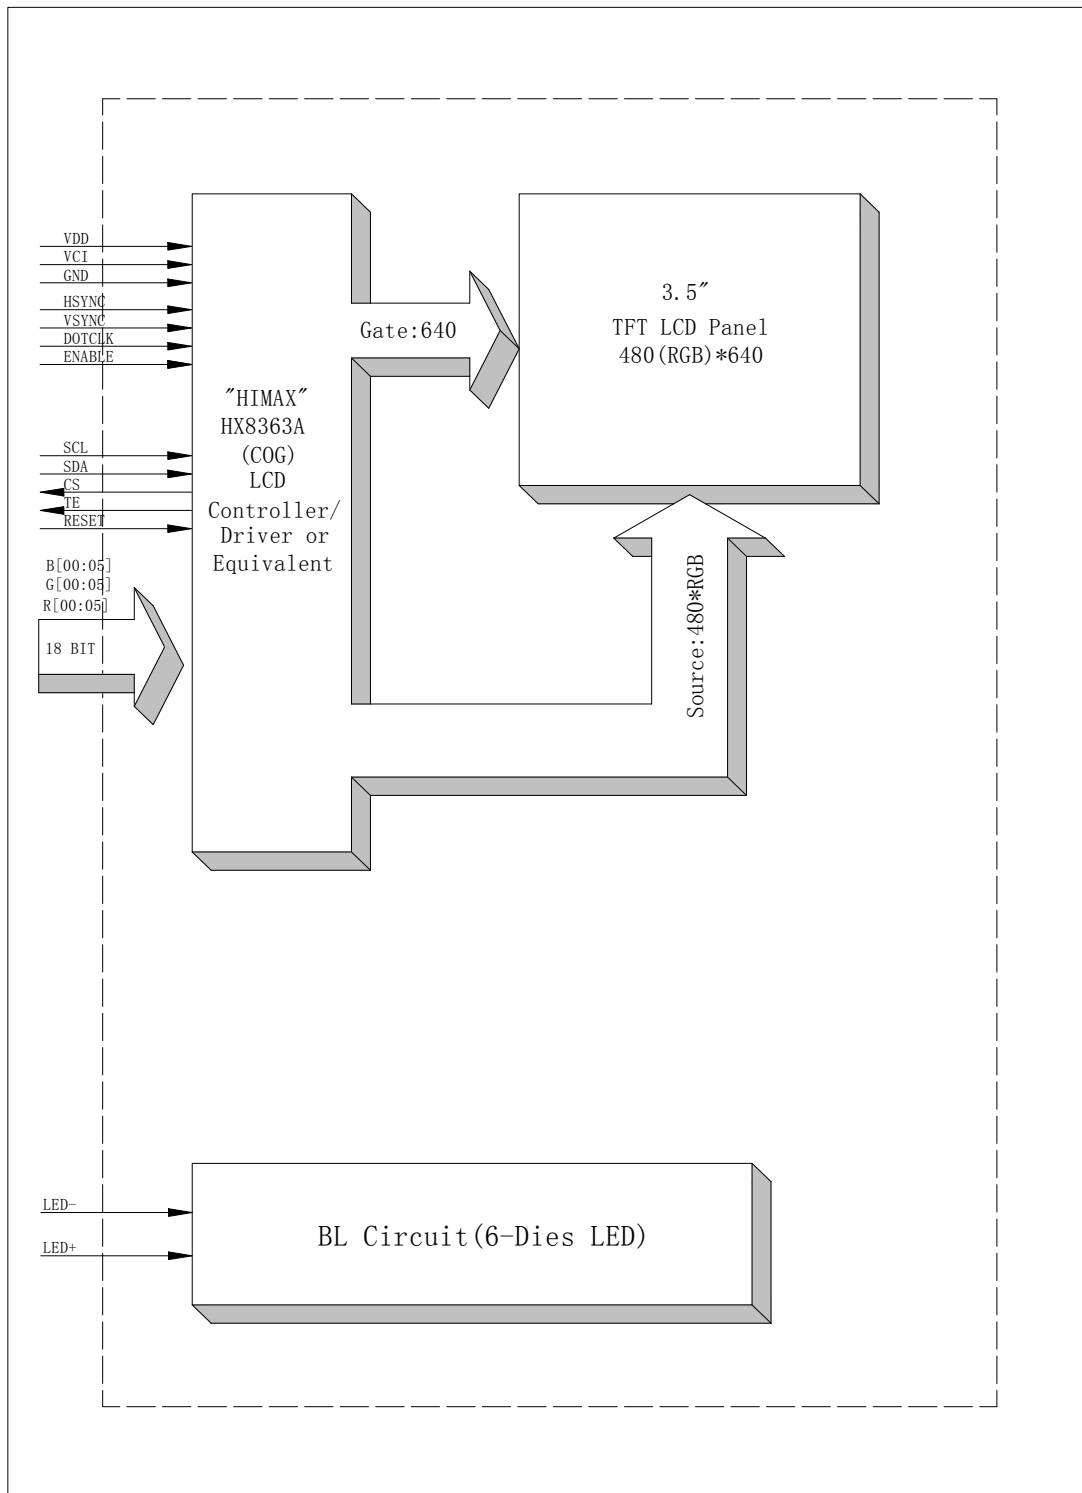 VDD
VCI
GND
HSYNC
VSYNC
DOTCLK
ENABLE
SCL
SDA
CS
TE
RESET
B[00:05]
G[00:05]
R[00:05]
18 BIT
"HIMAX"
HX8363A
(COG)
LCD
Controller/
Driver or
Equivalent
Gate:640
3.5"
TFT LCD Panel
480(RGB)*640
Source:480*RGB
LED-
LED+
BL Circuit(6-Dies LED)